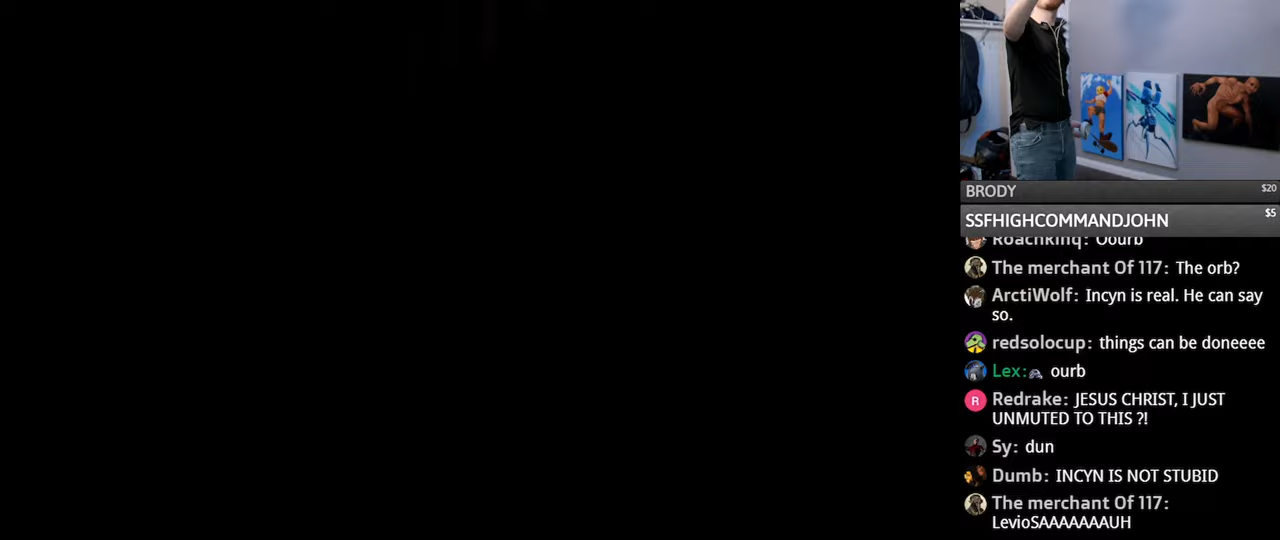 BRODY $20
SSFHIGHCOMMANDJOHN $5
Roachkinq: Oourb
The merchant Of 117: The orb?
ArctiWolf: Incyn is real. He can say
so.
redsolocup: things can be doneeee
Lex: ourb
R Redrake: JESUS CHRIST, I JUST
UNMUTED TO THIS ?!
Sy: dun
Dumb: INCYN IS NOT STUBID
The merchant Of 117:
LevioSAAAAAAAUH